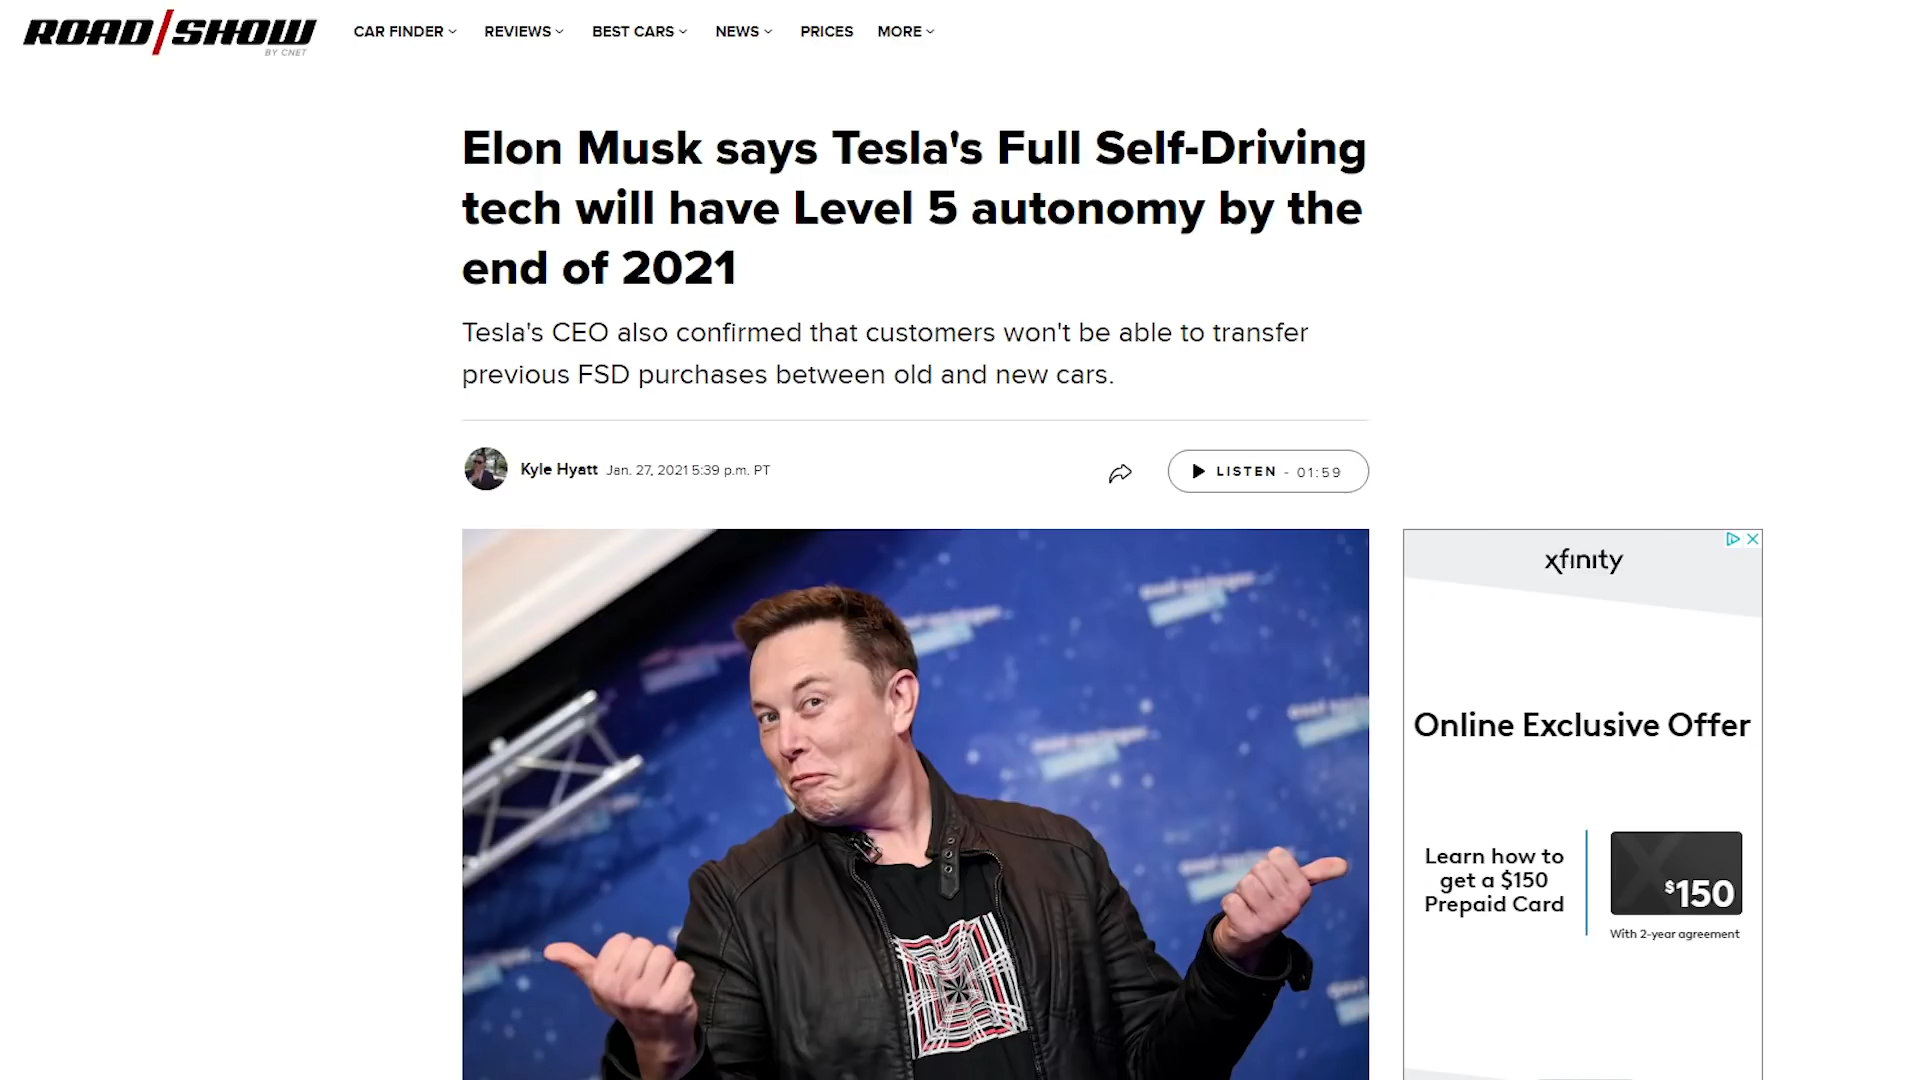 ROAD/SHOW
BY CNET
CAR FINDER
REVIEWS
BEST CARS
NEWS
PRICES
MORE
Elon Musk says Tesla's Full Self-Driving
tech will have Level 5 autonomy by the
end of 2021
Tesla's CEO also confirmed that customers won't be able to transfer
previous FSD purchases between old and new cars.
Kyle Hyatt Jan. 27, 2021 5:39 p.m. PT
LISTEN - 01:59
xfinity
Online Exclusive Offer
Learn how to
get a $150
Prepaid Card
$150
With 2-year agreement